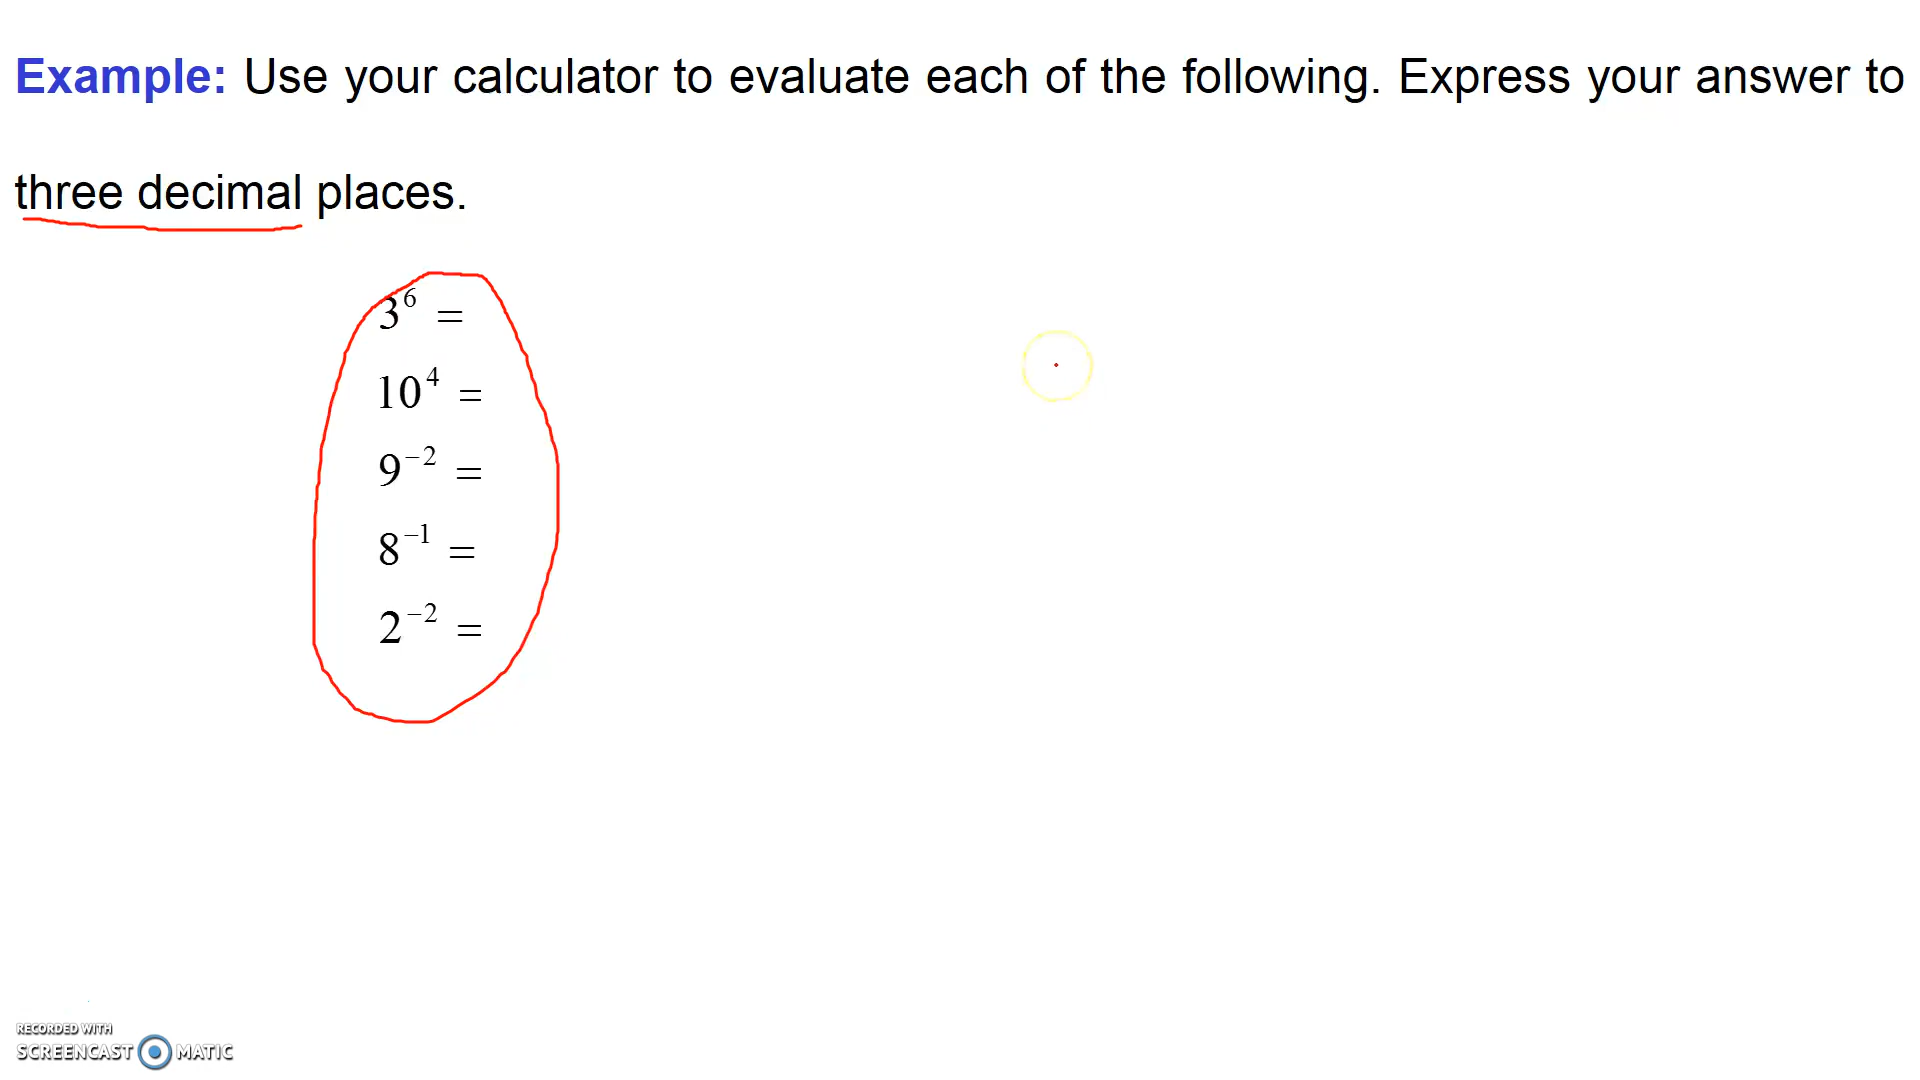 Example: Use your calculator to evaluate each of the following. Express your answer to
three decimal places.
3⁶ =
10⁴ =
9⁻² =
8⁻¹ =
2⁻² =
RECORDED WITH
SCREENCAST MATIC